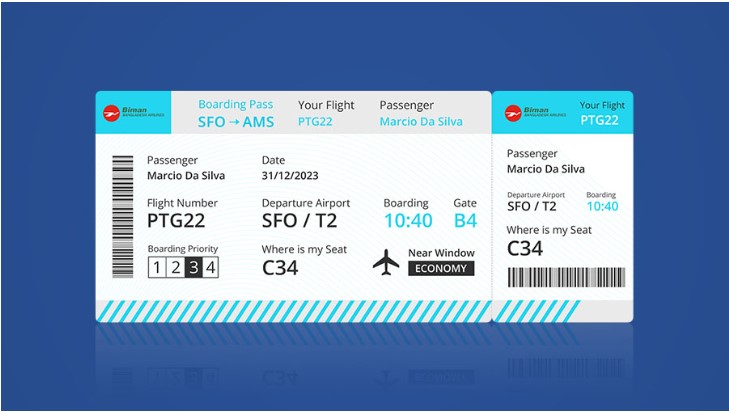 Biman
BANGLADESH AIRLINES
Boarding Pass
SFO → AMS
Your Flight
PTG22
Passenger
Marcio Da Silva
Passenger
Marcio Da Silva
Date
31/12/2023
Flight Number
PTG22
Departure Airport
SFO / T2
Boarding
10:40
Gate
B4
Boarding Priority
1 2 3 4
Where is my Seat
C34
Near Window
ECONOMY
Biman
BANGLADESH AIRLINES
Your Flight
PTG22
Passenger
Marcio Da Silva
Departure Airport
SFO / T2
Boarding
10:40
Where is my Seat
C34